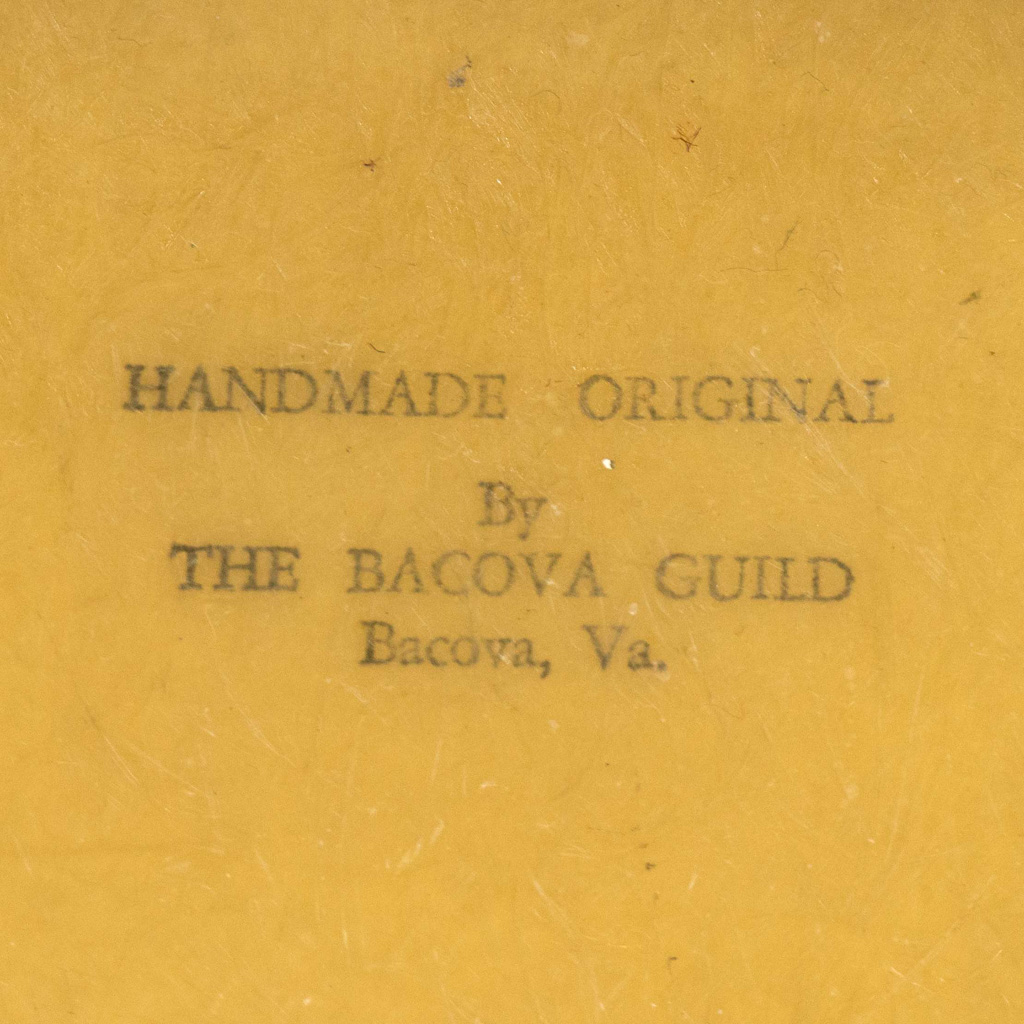 HANDMADE ORIGINAL
By
THE BACOVA GUILD
Bacova, Va.